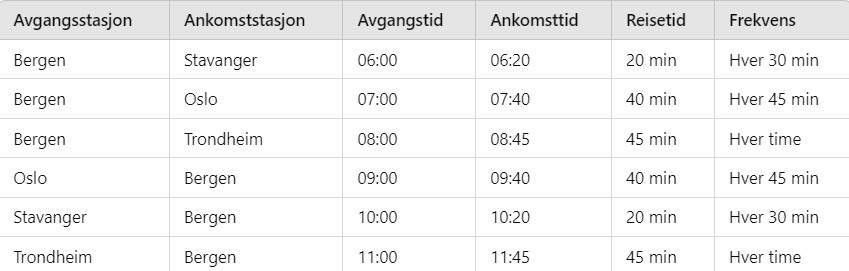 Avgangsstasjon Ankomststasjon Avgangstid Ankomsttid Reisetid Frekvens
Bergen Stavanger 06:00 06:20 20 min Hver 30 min
Bergen Oslo 07:00 07:40 40 min Hver 45 min
Bergen Trondheim 08:00 08:45 45 min Hver time
Oslo Bergen 09:00 09:40 40 min Hver 45 min
Stavanger Bergen 10:00 10:20 20 min Hver 30 min
Trondheim Bergen 11:00 11:45 45 min Hver time